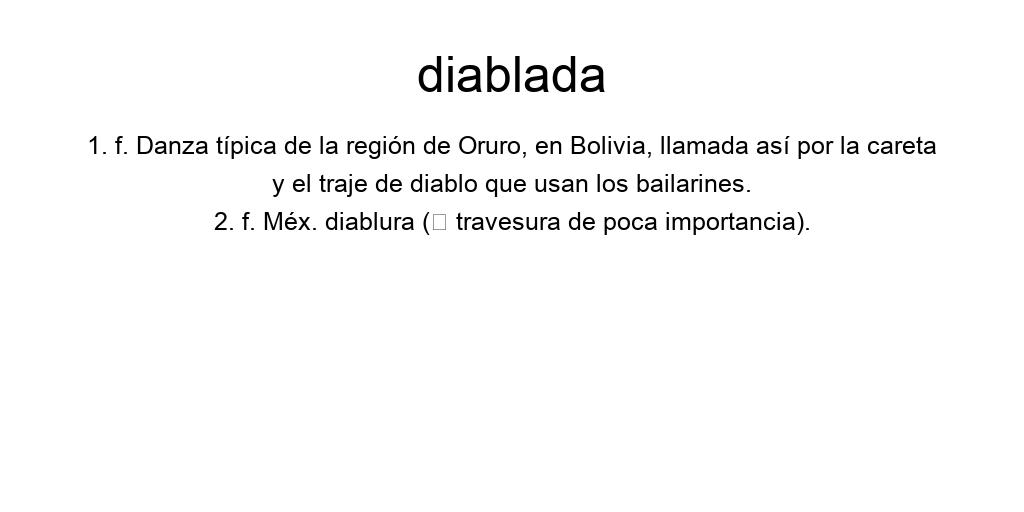 diablada
1. f. Danza típica de la región de Oruro, en Bolivia, llamada así por la careta
y el traje de diablo que usan los bailarines.
2. f. Méx. diablura (□ travesura de poca importancia).